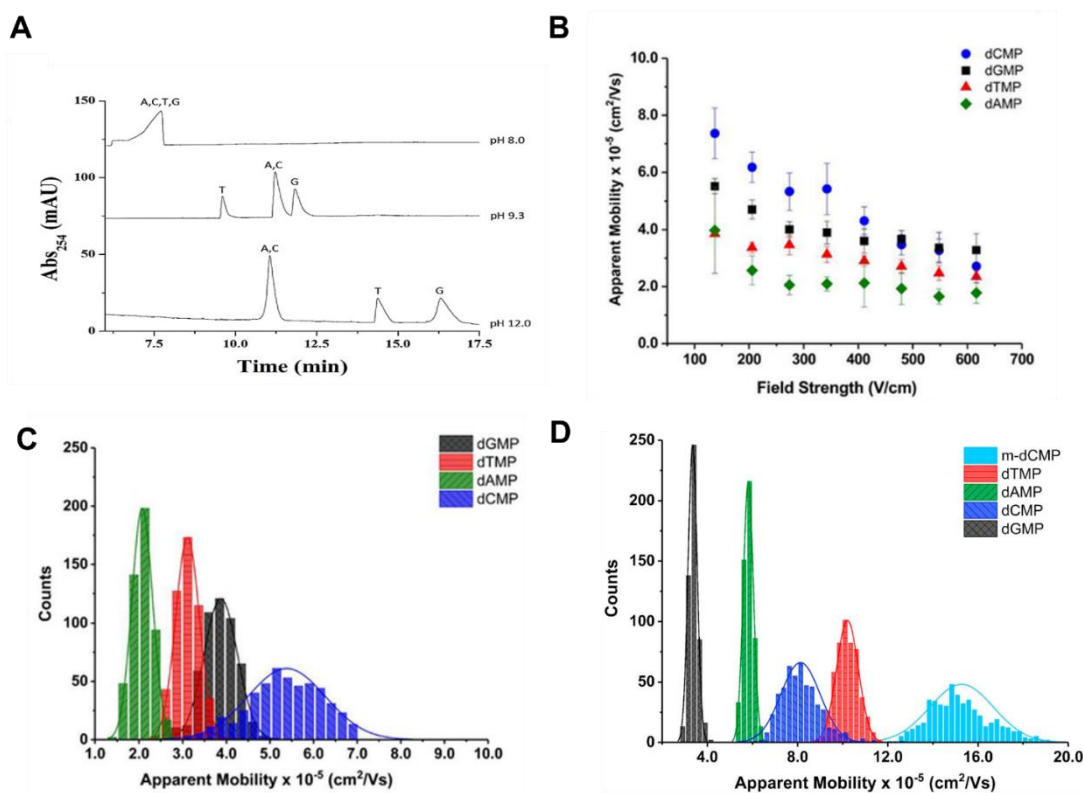 A
Abs254 (mAU)
150
100
50
0
A,C,T,G
pH 8.0
T
A,C
G
pH 9.3
A,C
T
G
pH 12.0
7.5 10.0 12.5 15.0 17.5
Time (min)
B
Apparent Mobility x 10-5 (cm2/Vs)
10.0
8.0
6.0
4.0
2.0
0.0
dCMP
dGMP
dTMP
dAMP
100 200 300 400 500 600 700
Field Strength (V/cm)
C
Counts
250
200
150
100
50
0
dGMP
dTMP
dAMP
dCMP
1.0 2.0 3.0 4.0 5.0 6.0 7.0 8.0 9.0 10.0
Apparent Mobility x 10-5 (cm2/Vs)
D
Counts
250
200
150
100
50
0
m-dCMP
dTMP
dAMP
dCMP
dGMP
4.0 8.0 12.0 16.0 20.0
Apparent Mobility x 10-5 (cm2/Vs)